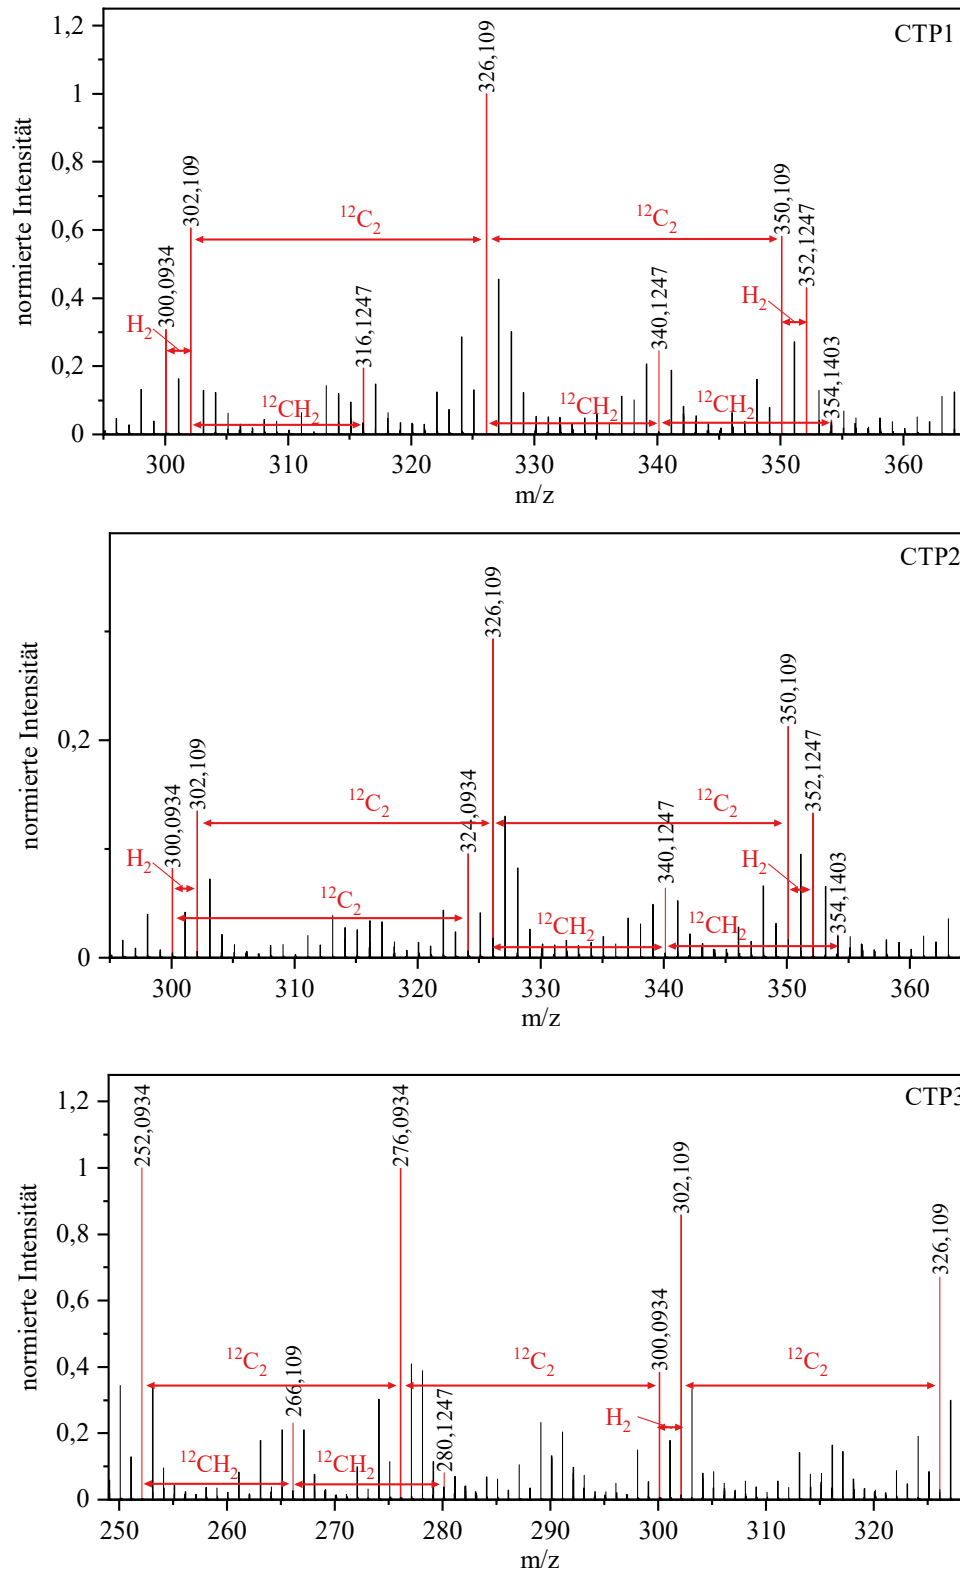 CTP1
normierte Intensität
1,2
1
0,8
0,6
0,4
0,2
0
300,0934
302,109
316,1247
326,109
340,1247
350,109
352,1247
354,1403
¹²C₂
¹²C₂
H₂
H₂
¹²CH₂
¹²CH₂
¹²CH₂
300
310
320
330
340
350
360
m/z
CTP2
normierte Intensität
0,2
0
300,0934
302,109
324,0934
326,109
340,1247
350,109
352,1247
354,1403
¹²C₂
¹²C₂
H₂
H₂
¹²C₂
¹²CH₂
¹²CH₂
300
310
320
330
340
350
360
m/z
CTP3
normierte Intensität
1,2
1
0,8
0,6
0,4
0,2
0
252,0934
266,109
276,0934
280,1247
300,0934
302,109
326,109
¹²C₂
¹²C₂
¹²C₂
H₂
¹²CH₂
¹²CH₂
250
260
270
280
290
300
310
320
m/z